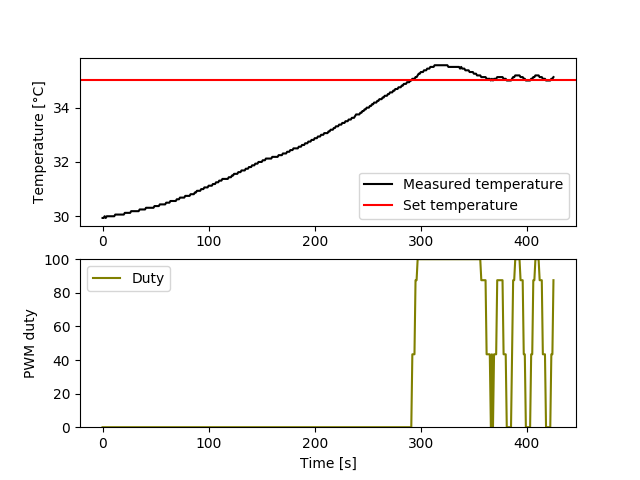 Temperature [°C]
34
32
30
Measured temperature
Set temperature
0 100 200 300 400
PWM duty
100
80
60
40
20
0
Duty
0 100 200 300 400
Time [s]